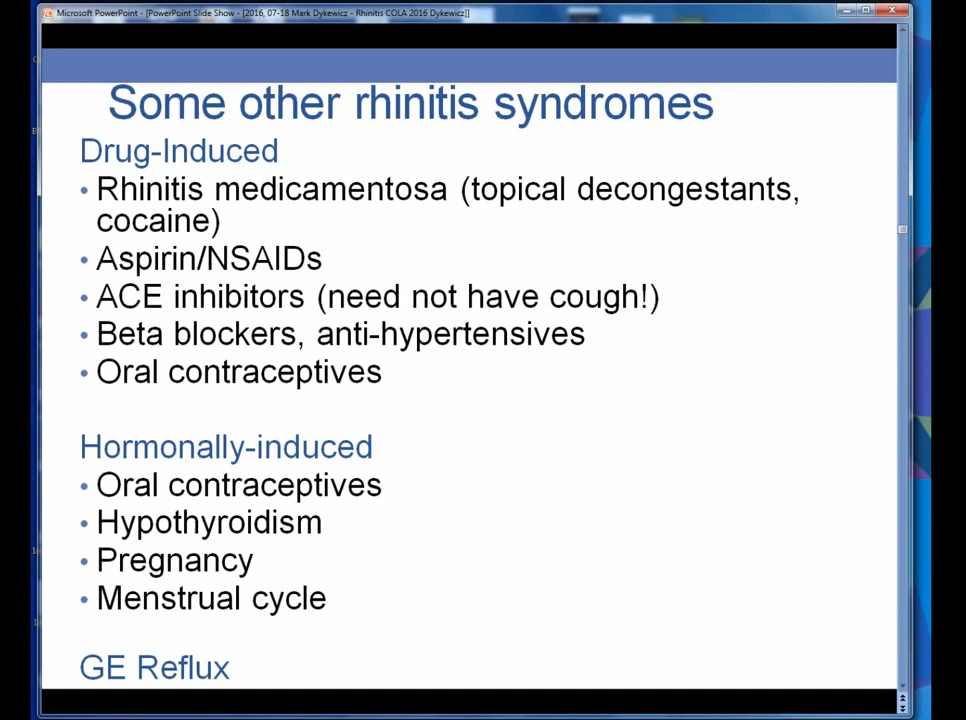 Microsoft PowerPoint - [PowerPoint Slide Show - [2016, 07-18 Mark Dykewicz - Rhinitis COLA 2016 Dykewicz]]
Some other rhinitis syndromes
Drug-Induced
• Rhinitis medicamentosa (topical decongestants,
cocaine)
• Aspirin/NSAIDs
• ACE inhibitors (need not have cough!)
• Beta blockers, anti-hypertensives
• Oral contraceptives
Hormonally-induced
• Oral contraceptives
• Hypothyroidism
• Pregnancy
• Menstrual cycle
GE Reflux